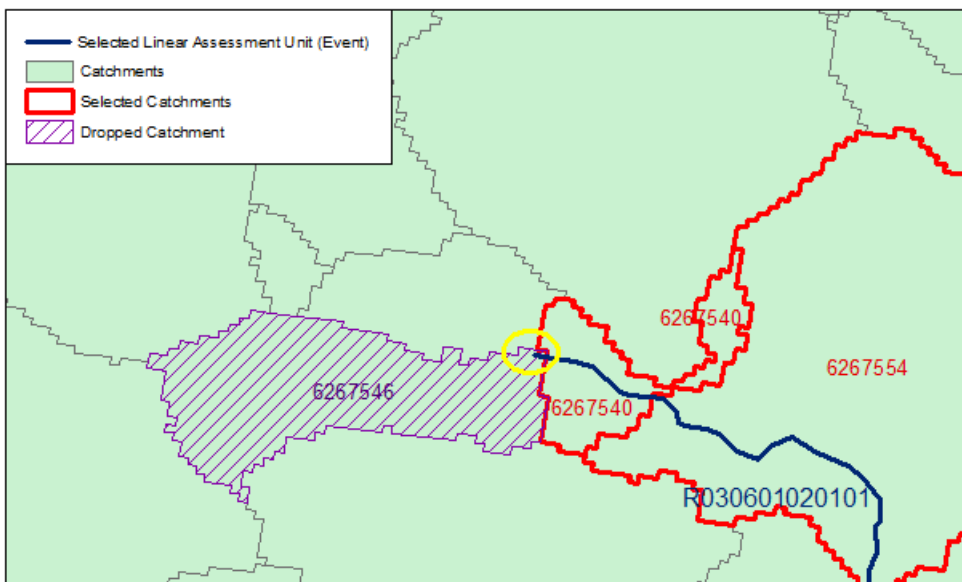 Selected Linear Assessment Unit (Event)
Catchments
Selected Catchments
Dropped Catchment
6267540
6267554
6267546
6267540
R030601020101